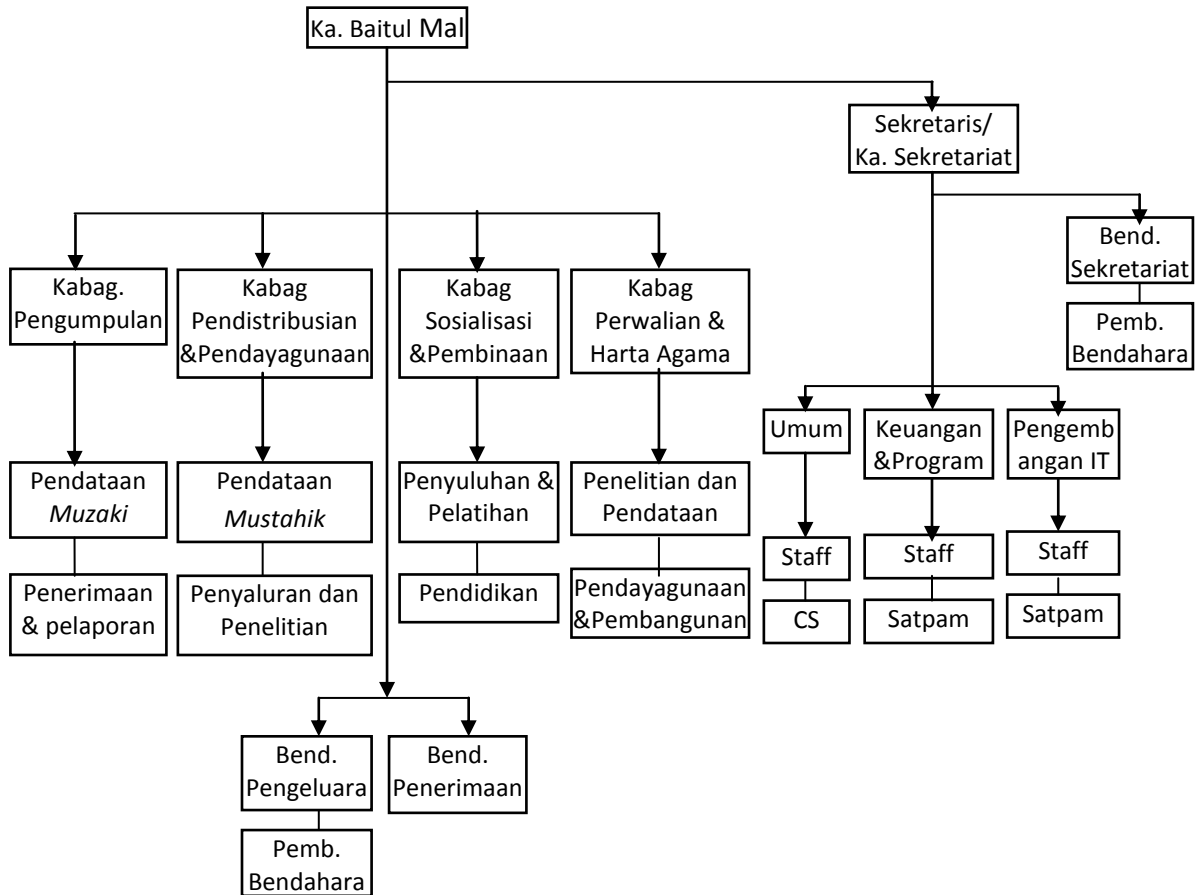 Ka. Baitul Mal
Sekretaris/
Ka. Sekretariat
Bend.
Sekretariat
Pemb.
Bendahara
Kabag.
Pengumpulan
Kabag
Pendistribusian
&Pendayagunaan
Kabag
Sosialisasi
&Pembinaan
Kabag
Perwalian &
Harta Agama
Umum
Keuangan
&Program
Pengemb
angan IT
Pendataan
Muzaki
Pendataan
Mustahik
Penyuluhan &
Pelatihan
Penelitian dan
Pendataan
Staff
Staff
Staff
Penerimaan
& pelaporan
Penyaluran dan
Penelitian
Pendidikan
Pendayagunaan
&Pembangunan
CS
Satpam
Satpam
Bend.
Pengeluara
Bend.
Penerimaan
Pemb.
Bendahara